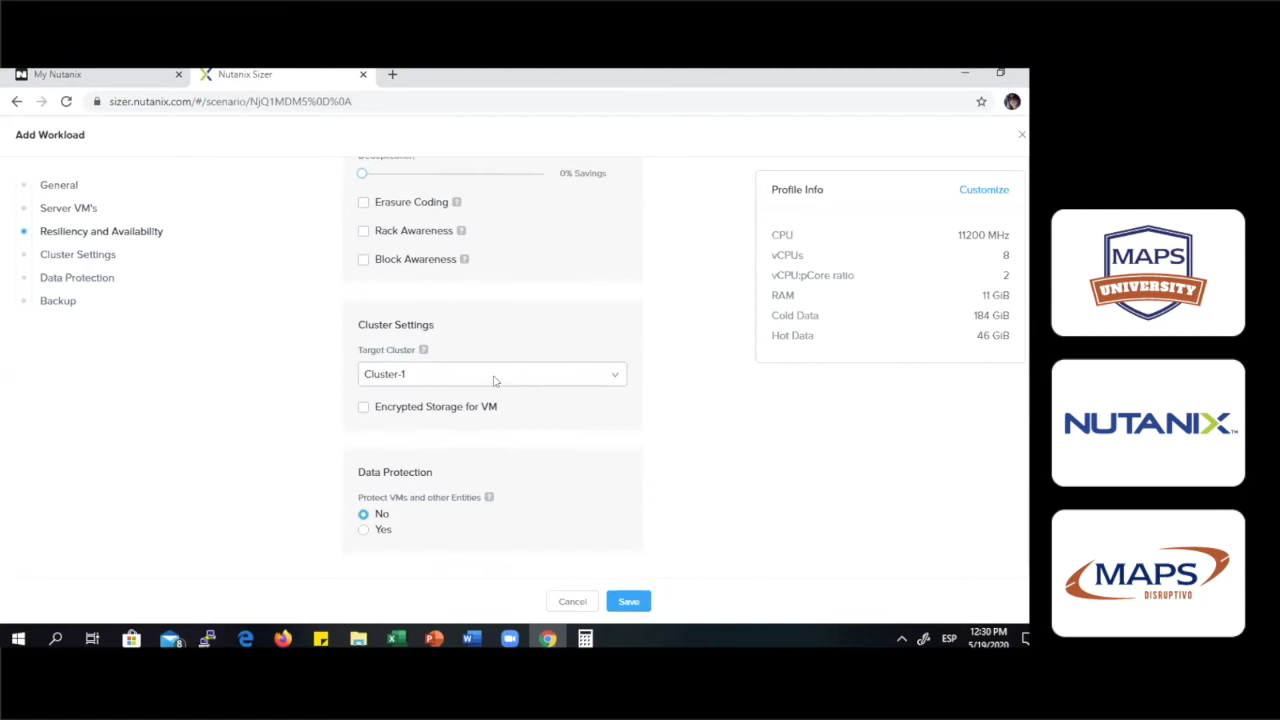 My Nutanix
Nutanix Sizer
sizer.nutanix.com/#/scenario/NjQ1MDM5%0D%0A
Add Workload
General
Server VM's
Resiliency and Availability
Cluster Settings
Data Protection
Backup
Deduplication
0% Savings
Erasure Coding ?
Rack Awareness ?
Block Awareness ?
Cluster Settings
Target Cluster ?
Cluster-1
Encrypted Storage for VM
Data Protection
Protect VMs and other Entities ?
No
Yes
Cancel
Save
Profile Info
Customize
CPU 11200 MHz
vCPUs 8
vCPU:pCore ratio 2
RAM 11 GiB
Cold Data 184 GiB
Hot Data 46 GiB
MAPS
UNIVERSITY
NUTANIX™
MAPS
DISRUPTIVO
8
ESP
12:30 PM
5/19/2020